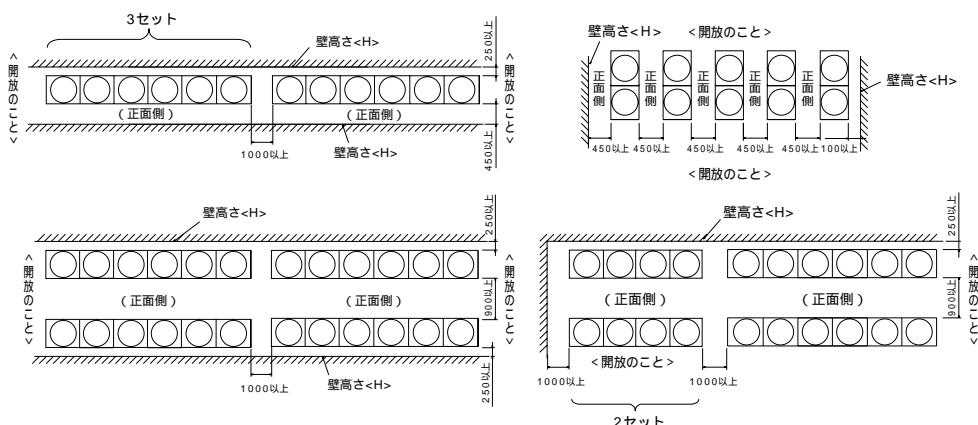 3セット
壁高さ<H>
250以上
<開放のこと>
(正面側)
(正面側)
<開放のこと>
1000以上
壁高さ<H>
450以上
壁高さ<H>
<開放のこと>
正面側
正面側
正面側
正面側
正面側
壁高さ<H>
450以上
450以上
450以上
450以上
450以上
100以上
<開放のこと>
壁高さ<H>
250以上
<開放のこと>
(正面側)
(正面側)
900以上
<開放のこと>
1000以上
壁高さ<H>
250以上
壁高さ<H>
250以上
(正面側)
(正面側)
900以上
<開放のこと>
<開放のこと>
1000以上
1000以上
2セット